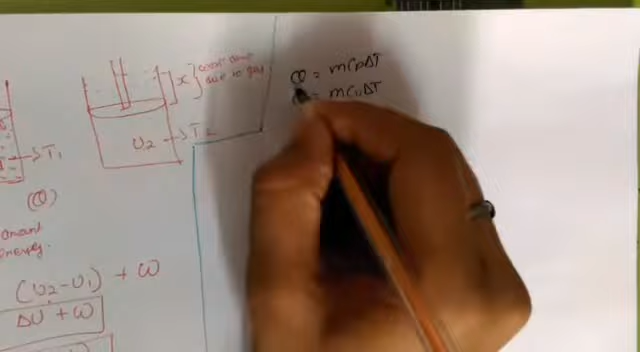 x } work done
due to gas
U2 → T2
→ T1
(Q)
amount
energy.
(U2 - U1) + W
ΔU + W
Q = mCpΔT
= mCvΔT